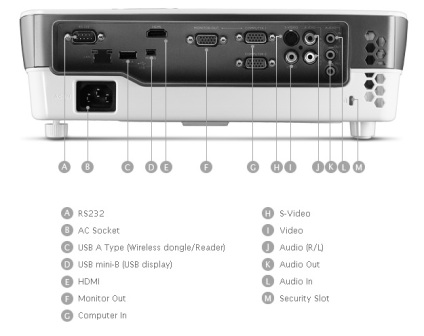 A B C D E F G H I J K L M
A RS232
B AC Socket
C USB A Type (Wireless dongle/Reader)
D USB mini-B (USB display)
E HDMI
F Monitor Out
G Computer In
H S-Video
I Video
J Audio (R/L)
K Audio Out
L Audio In
M Security Slot